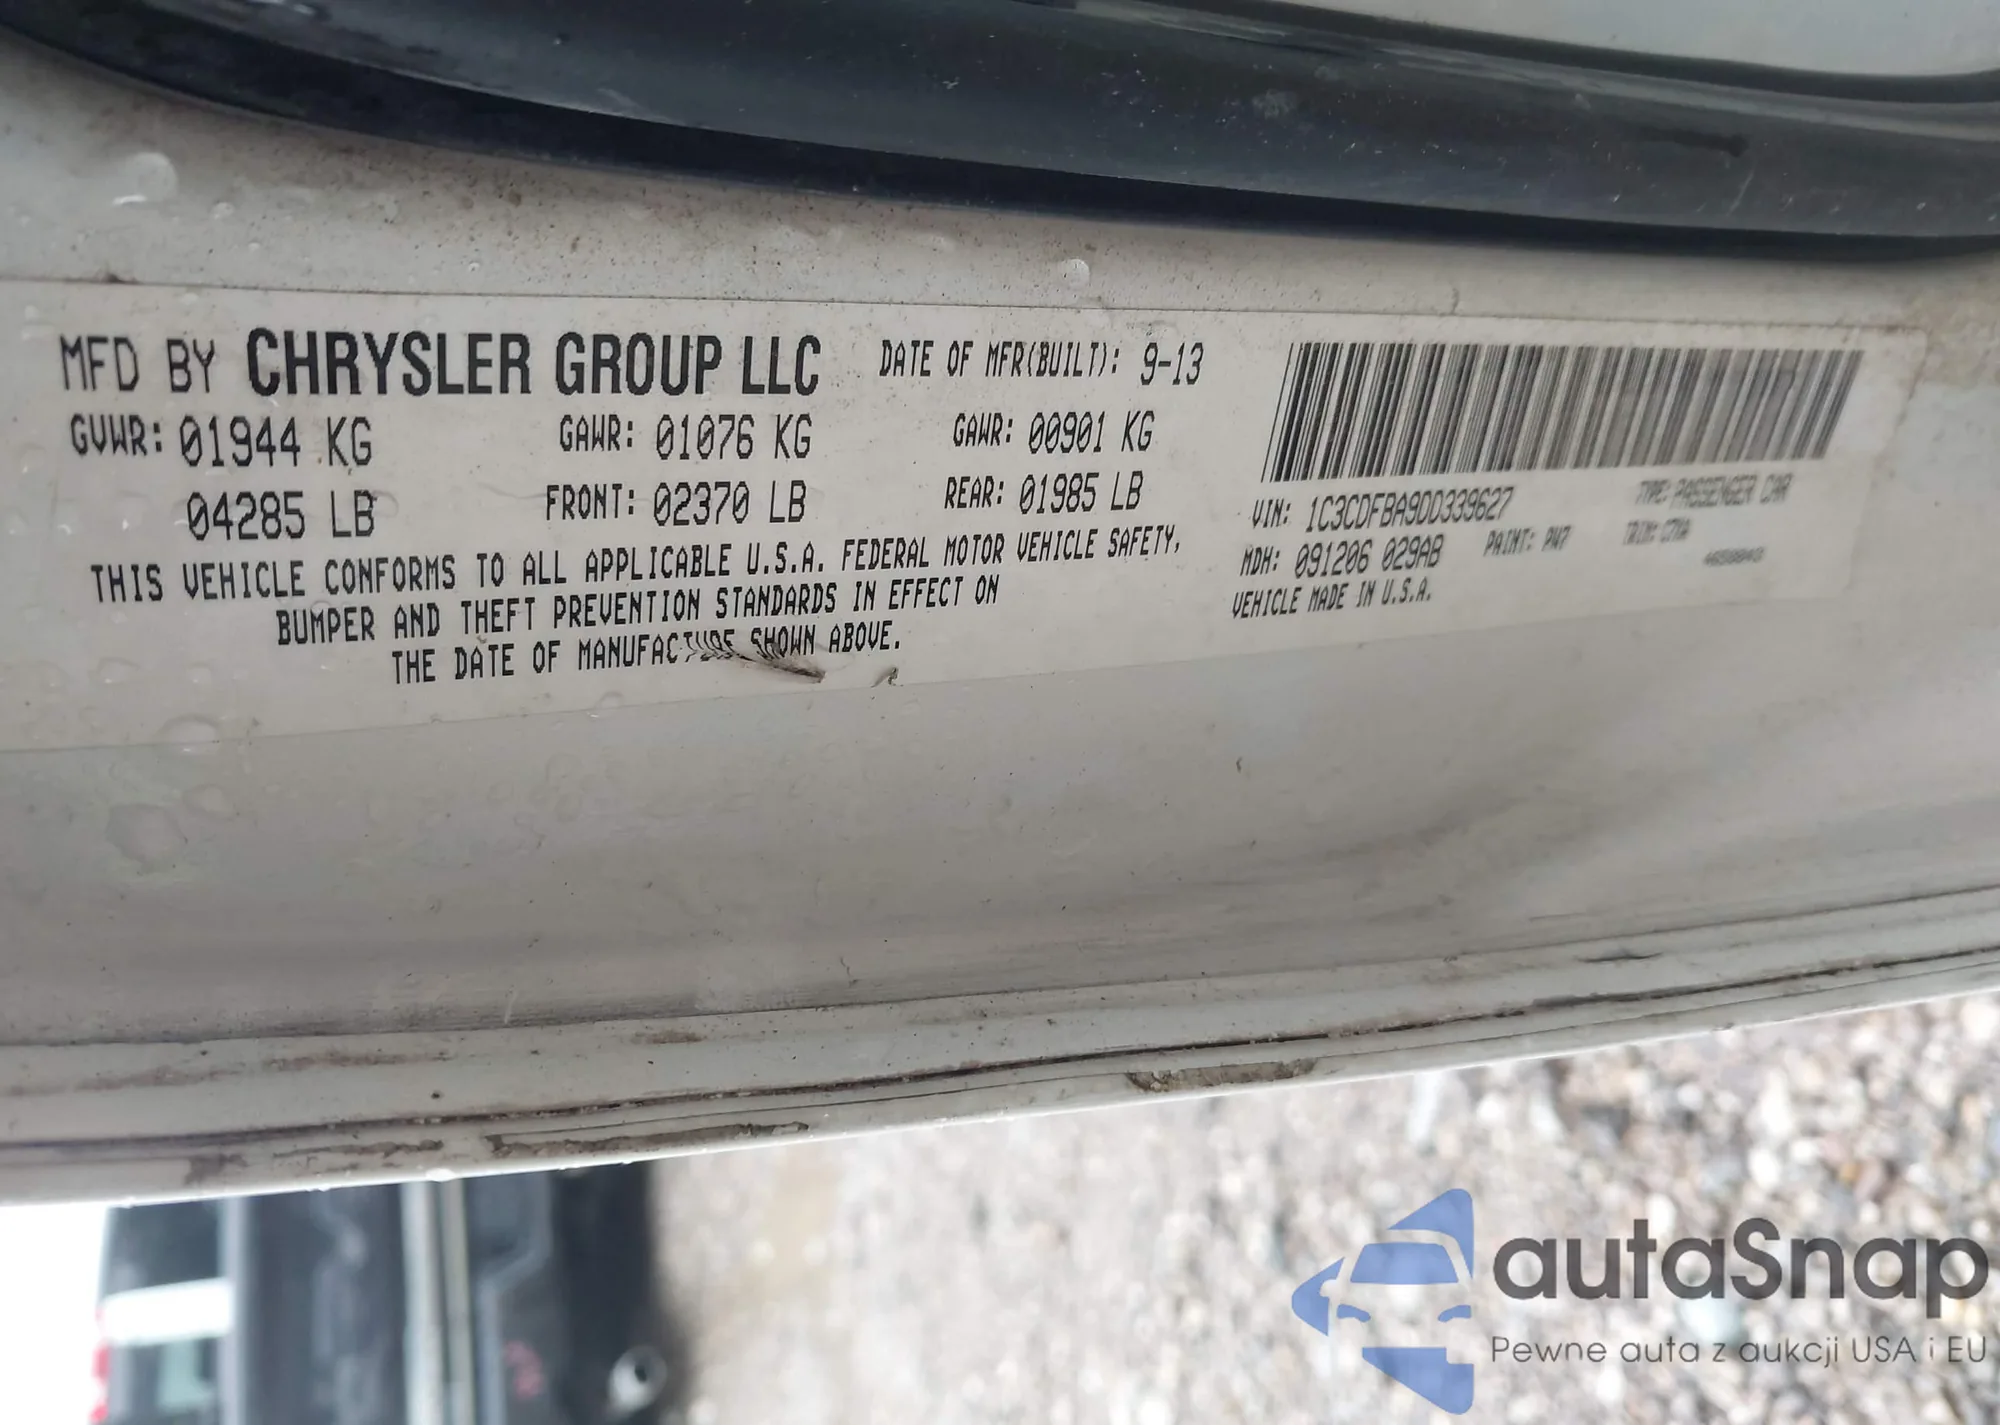 MFD BY CHRYSLER GROUP LLC DATE OF MFR(BUILT): 9-13
GVWR: 01944 KG GAWR: 01076 KG GAWR: 00901 KG
04285 LB FRONT: 02370 LB REAR: 01985 LB
THIS VEHICLE CONFORMS TO ALL APPLICABLE U.S.A. FEDERAL MOTOR VEHICLE SAFETY,
BUMPER AND THEFT PREVENTION STANDARDS IN EFFECT ON
THE DATE OF MANUFACTURE SHOWN ABOVE.
VIN: 1C3CDFBA9DD339627 TYPE: PASSENGER CAR
MDH: 091206 029AB PAINT: PW7 TRIM:
VEHICLE MADE IN U.S.A.
autaSnap
Pewne auta z aukcji USA i EU